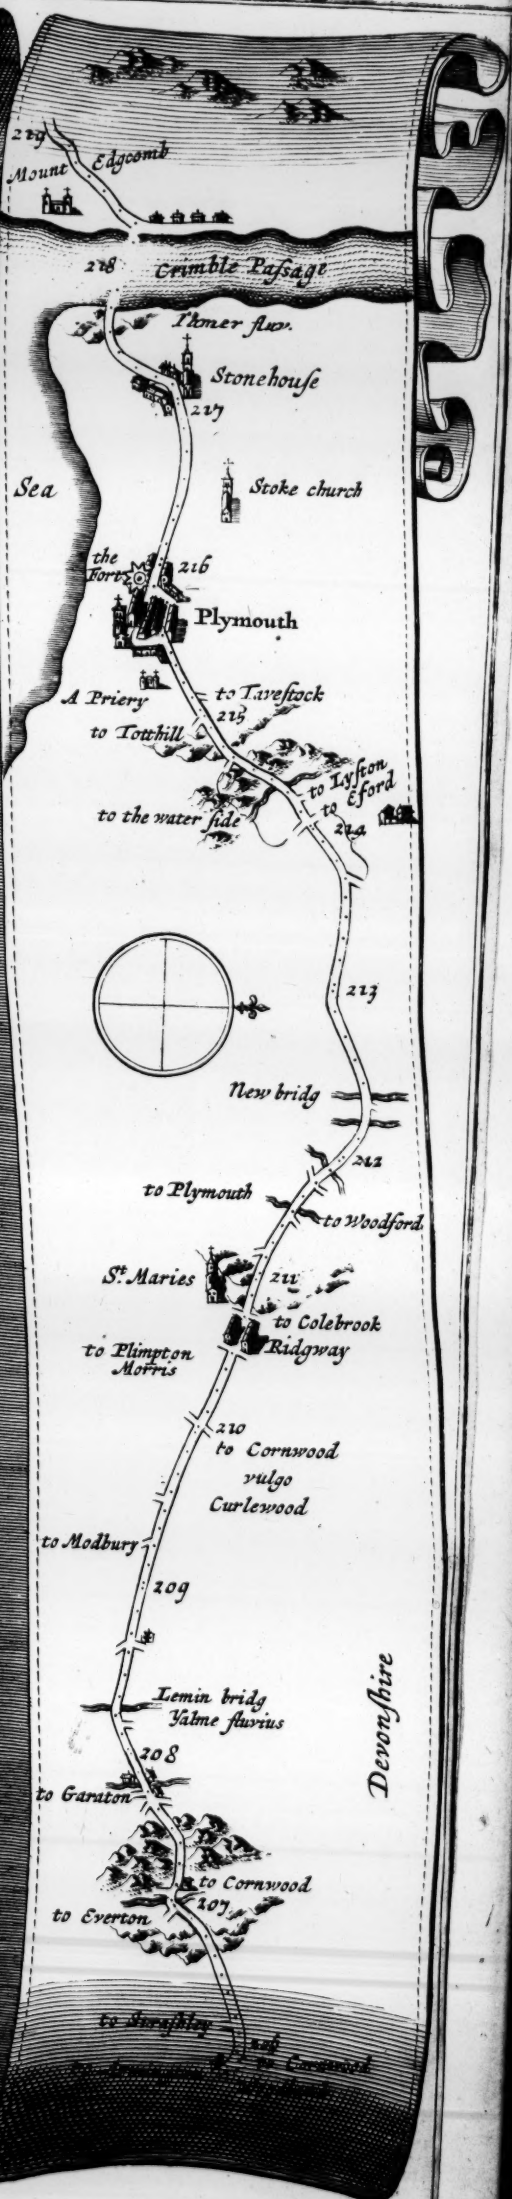 219
Mount Edgcomb
218
Crimble Paſsage
Tamer fluv.
Stonehouſe
217
Sea
Stoke church
the
Fort
216
Plymouth
A Priery
to Taveſtock
215
to Totthill
to Lyſton
to Eford
to the water ſide
214
213
New bridg
212
to Plymouth
to Woodford
St. Maries
211
to Colebrook
to Plimpton
Morris
Ridgway
210
to Cornwood
vulgo
Curlewood
to Modbury
209
Devonſhire
Lemin bridg
Yalme fluvius
208
to Garaton
to Cornwood
207
to Everton
to
206
to Cornwood